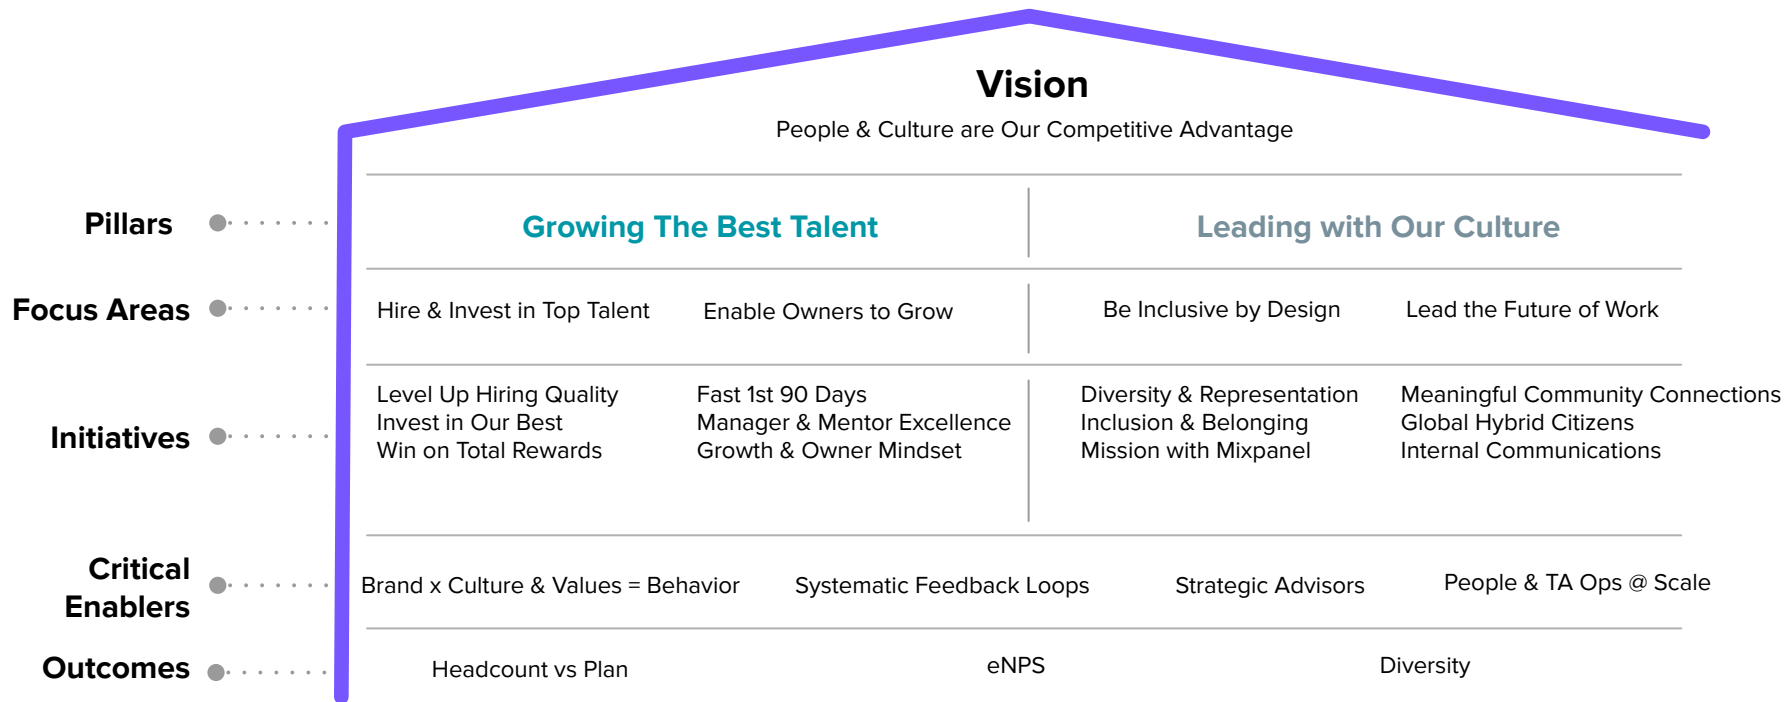 Vision
People & Culture are Our Competitive Advantage
Pillars
Growing The Best Talent
Leading with Our Culture
Focus Areas
Hire & Invest in Top Talent
Enable Owners to Grow
Be Inclusive by Design
Lead the Future of Work
Initiatives
Level Up Hiring Quality
Invest in Our Best
Win on Total Rewards
Fast 1st 90 Days
Manager & Mentor Excellence
Growth & Owner Mindset
Diversity & Representation
Inclusion & Belonging
Mission with Mixpanel
Meaningful Community Connections
Global Hybrid Citizens
Internal Communications
Critical
Enablers
Brand x Culture & Values = Behavior
Systematic Feedback Loops
Strategic Advisors
People & TA Ops @ Scale
Outcomes
Headcount vs Plan
eNPS
Diversity